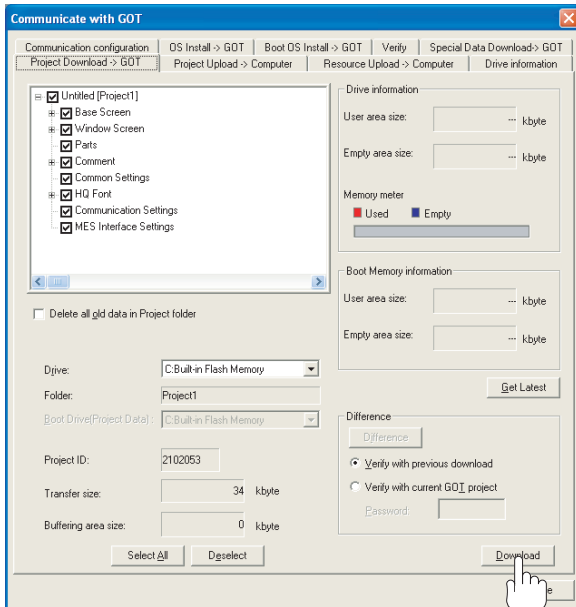 Communicate with GOT
Communication configuration OS Install -> GOT Boot OS Install -> GOT Verify Special Data Download-> GOT
Project Download -> GOT Project Upload -> Computer Resource Upload -> Computer Drive information
Untitled [Project1]
Base Screen
Window Screen
Parts
Comment
Common Settings
HQ Font
Communication Settings
MES Interface Settings
Delete all old data in Project folder
Drive: C:Built-in Flash Memory
Folder: Project1
Boot Drive(Project Data) : C:Built-in Flash Memory
Project ID: 2102053
Transfer size: 34 kbyte
Buffering area size: 0 kbyte
Select All Deselect
Drive information
User area size: --- kbyte
Empty area size: --- kbyte
Memory meter
Used Empty
Boot Memory information
User area size: --- kbyte
Empty area size: --- kbyte
Get Latest
Difference
Difference
Verify with previous download
Verify with current GOT project
Password:
Download